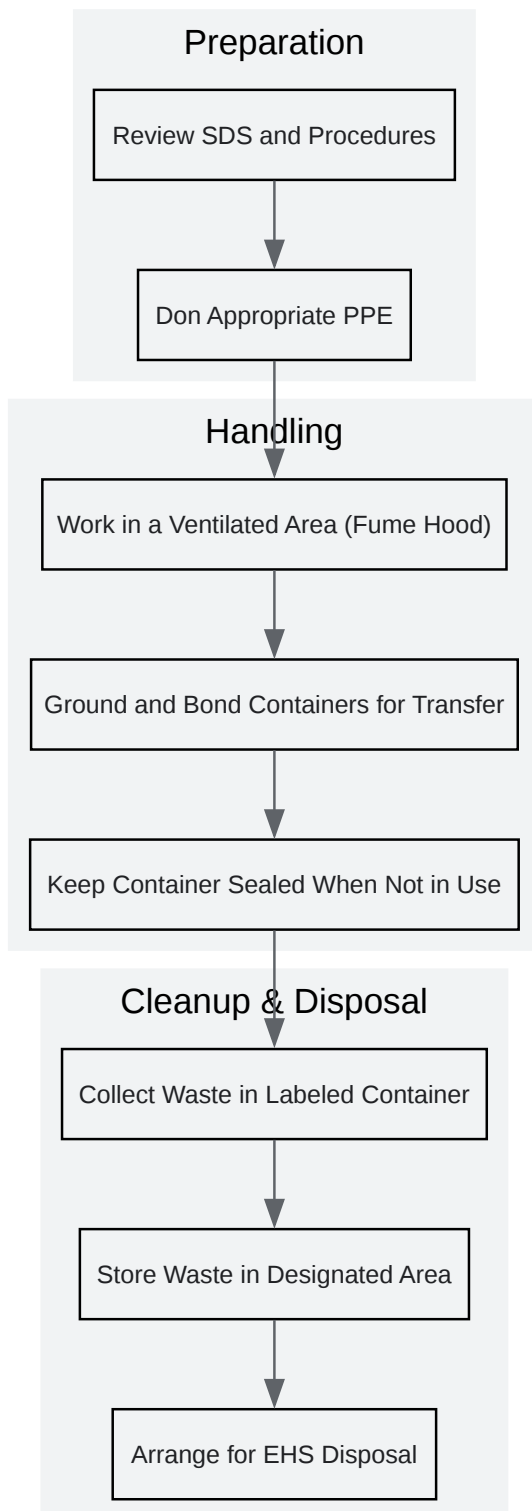 Preparation
Review SDS and Procedures
Don Appropriate PPE
Handling
Work in a Ventilated Area (Fume Hood)
Ground and Bond Containers for Transfer
Keep Container Sealed When Not in Use
Cleanup & Disposal
Collect Waste in Labeled Container
Store Waste in Designated Area
Arrange for EHS Disposal